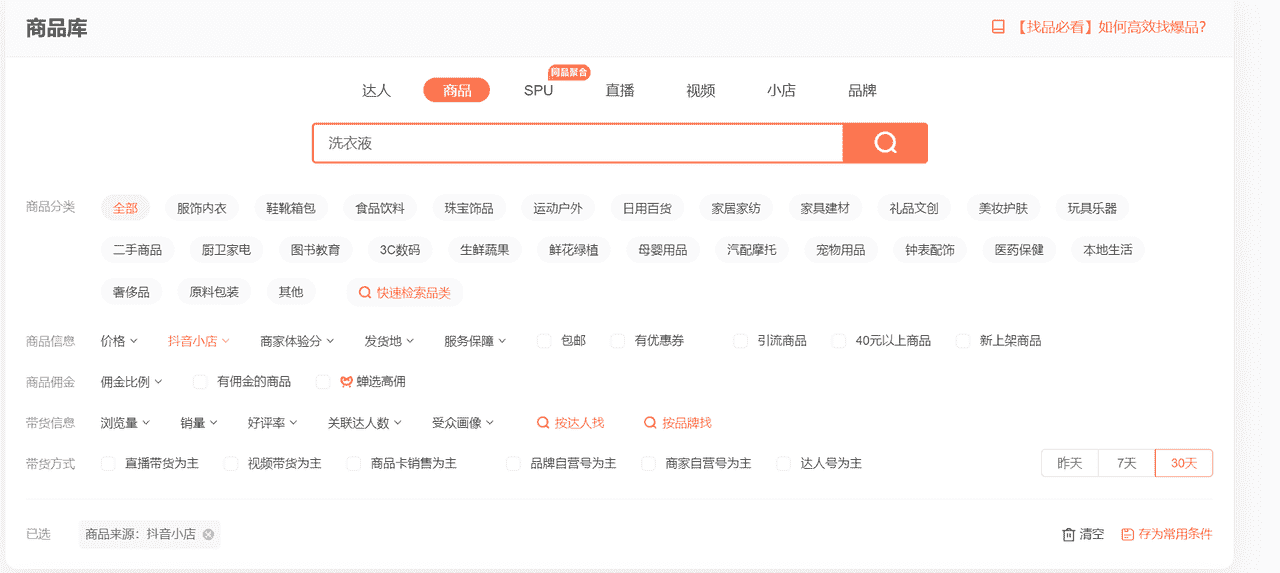 商品库 【找品必看】如何高效找爆品?
同品聚合
达人 商品 SPU 直播 视频 小店 品牌
洗衣液
商品分类 全部 服饰内衣 鞋靴箱包 食品饮料 珠宝饰品 运动户外 日用百货 家居家纺 家具建材 礼品文创 美妆护肤 玩具乐器
二手商品 厨卫家电 图书教育 3C数码 生鲜蔬果 鲜花绿植 母婴用品 汽配摩托 宠物用品 钟表配饰 医药保健 本地生活
奢侈品 原料包装 其他 快速检索品类
商品信息 价格 抖音小店 商家体验分 发货地 服务保障 包邮 有优惠券 引流商品 40元以上商品 新上架商品
商品佣金 佣金比例 有佣金的商品 蝉选高佣
带货信息 浏览量 销量 好评率 关联达人数 受众画像 按达人找 按品牌找
带货方式 直播带货为主 视频带货为主 商品卡销售为主 品牌自营号为主 商家自营号为主 达人号为主 昨天 7天 30天
已选 商品来源：抖音小店 清空 存为常用条件